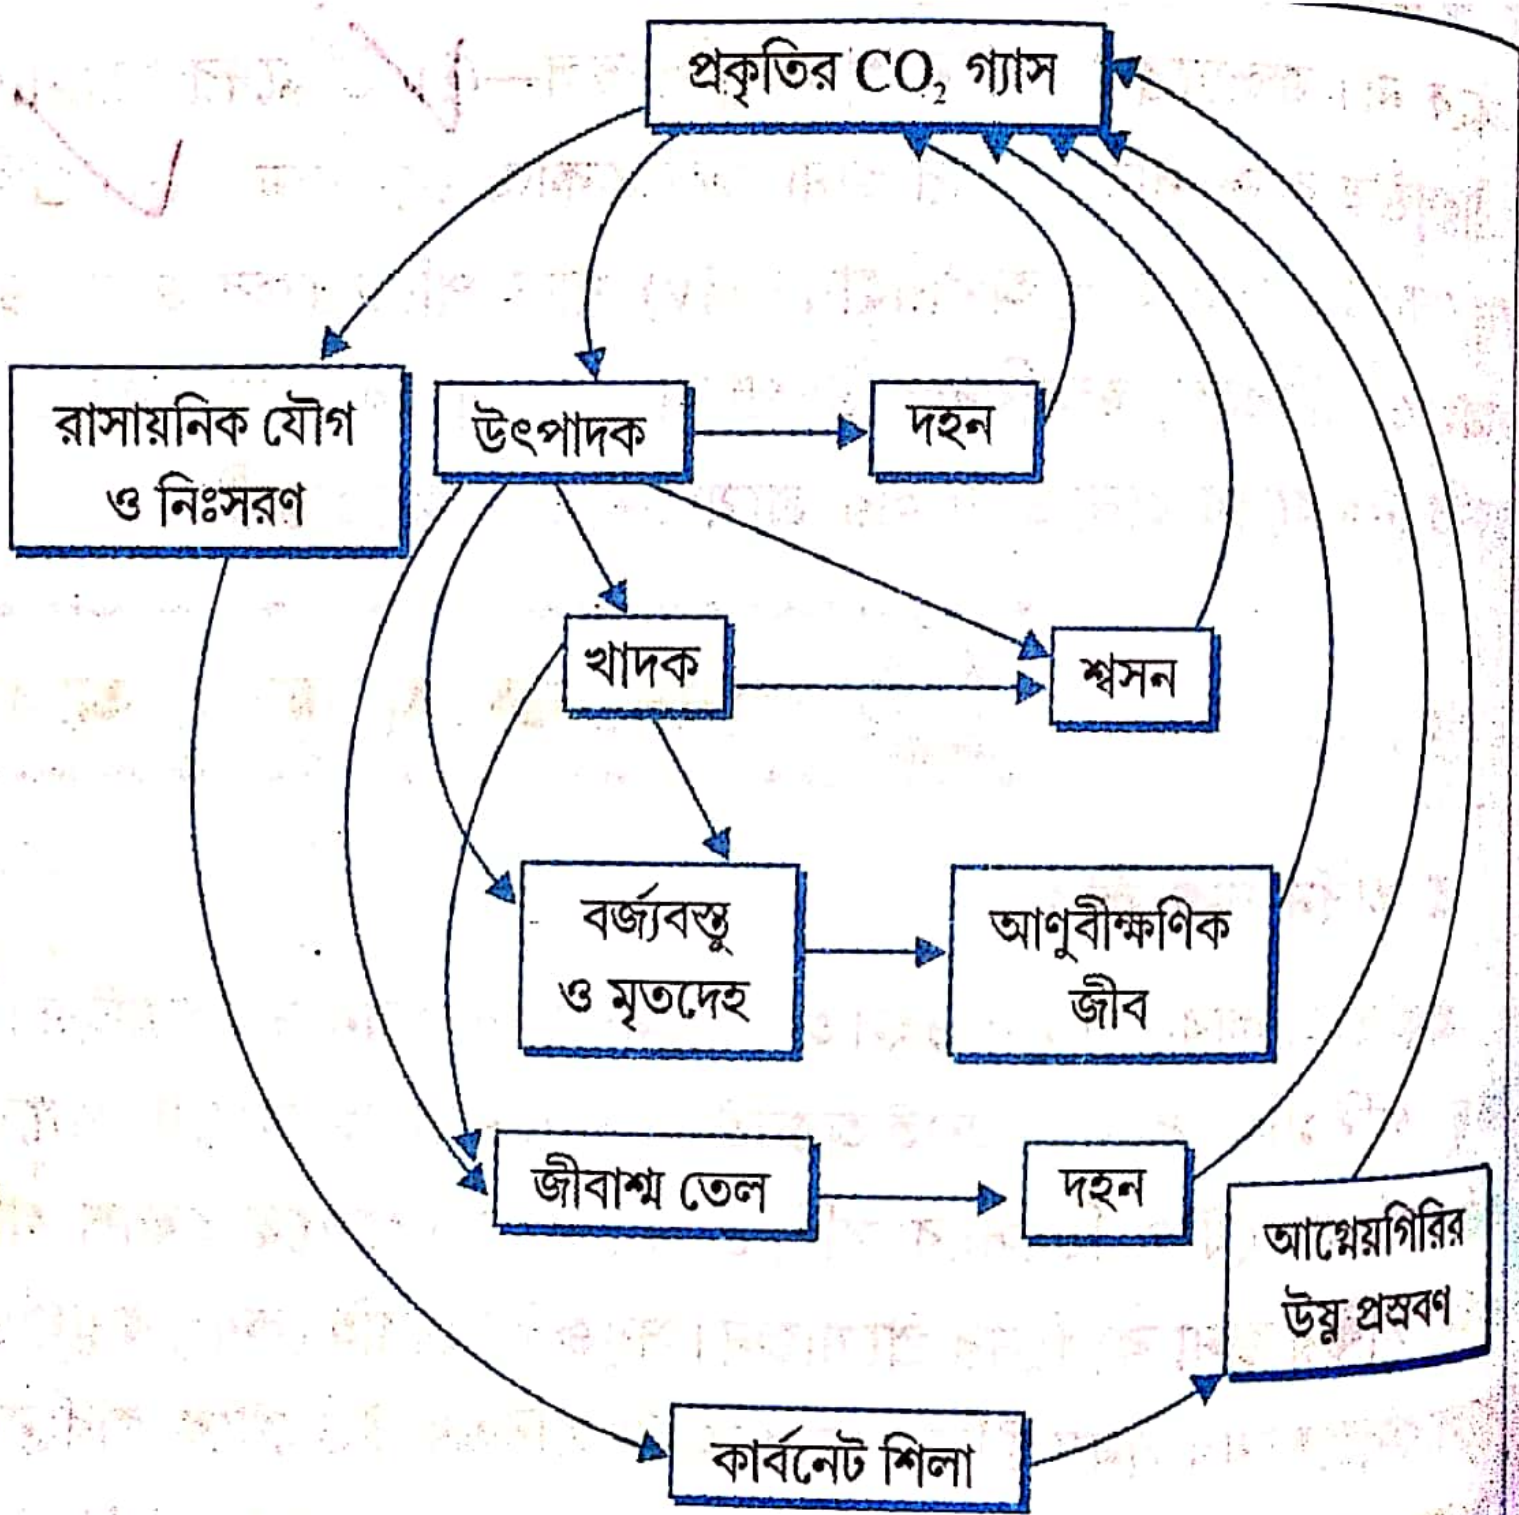 প্রকৃতির CO₂ গ্যাস
রাসায়নিক যৌগ
ও নিঃসরণ
উৎপাদক
দহন
খাদক
শ্বসন
বর্জ্যবস্তু
ও মৃতদেহ
আণুবীক্ষণিক
জীব
জীবাশ্ম তেল
দহন
আগ্নেয়গিরির
উষ্ণ প্রস্রবণ
কার্বনেট শিলা